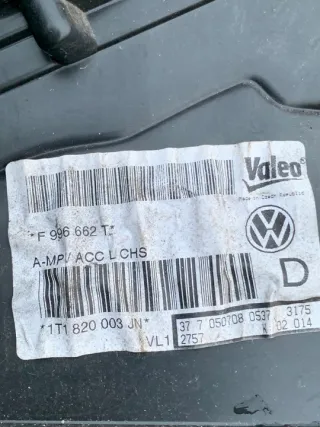 Valeo
Made in Czech Republic
*F 996 662 T*
A-MPV ACC L CHS
D
*1T1 820 003 JN*
VL1
37 7 050708 0537 3175
2757 X 02 014